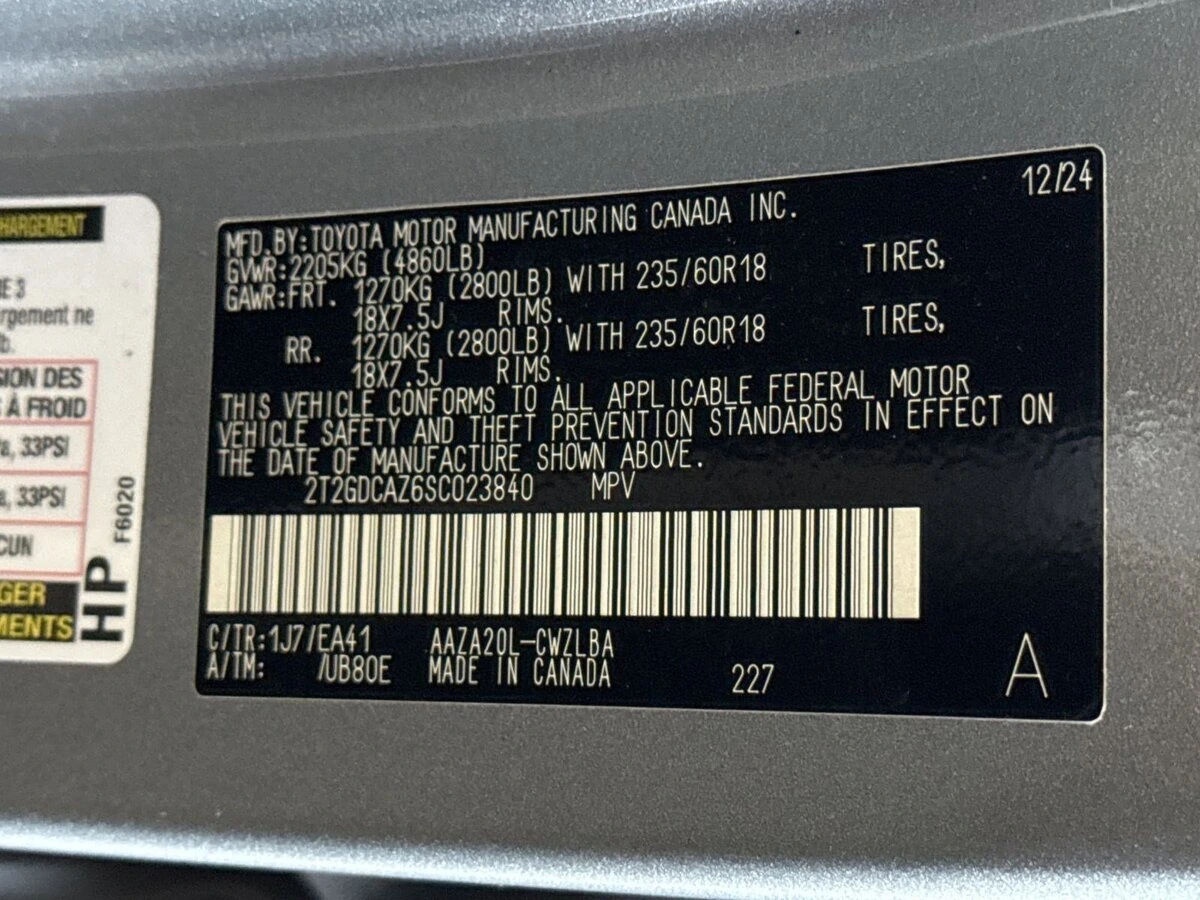 HARGEMENT
E 3
rgement ne
b.
SION DES
À FROID
a, 33PSI
a, 33PSI
CUN
GER
MENTS
HP
F6020
12/24
MFD.BY:TOYOTA MOTOR MANUFACTURING CANADA INC.
GVWR:2205KG (4860LB)
GAWR:FRT. 1270KG (2800LB) WITH 235/60R18 TIRES,
18X7.5J RIMS.
RR. 1270KG (2800LB) WITH 235/60R18 TIRES,
18X7.5J RIMS.
THIS VEHICLE CONFORMS TO ALL APPLICABLE FEDERAL MOTOR
VEHICLE SAFETY AND THEFT PREVENTION STANDARDS IN EFFECT ON
THE DATE OF MANUFACTURE SHOWN ABOVE.
2T2GDCAZ6SC023840 MPV
C/TR:1J7/EA41 AAZA20L-CWZLBA
A/TM: /UB80E MADE IN CANADA 227 A